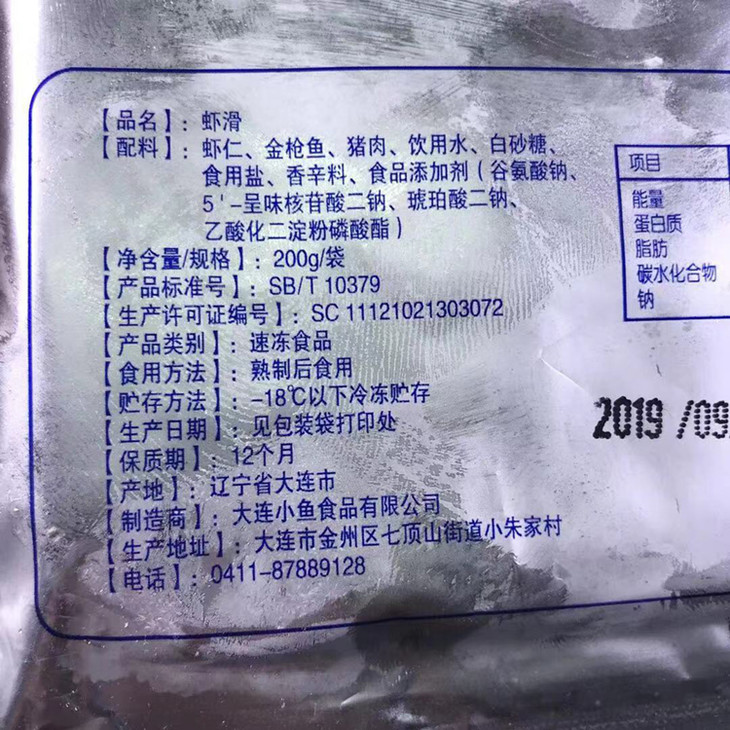 【品名】：虾滑
【配料】：虾仁、金枪鱼、猪肉、饮用水、白砂糖、
食用盐、香辛料、食品添加剂（谷氨酸钠、
5'-呈味核苷酸二钠、琥珀酸二钠、
乙酰化二淀粉磷酸酯）
【净含量/规格】：200g/袋
【产品标准号】：SB/T 10379
【生产许可证编号】：SC 11121021303072
【产品类别】：速冻食品
【食用方法】：熟制后食用
【贮存方法】：-18℃以下冷冻贮存
【生产日期】：见包装袋打印处
【保质期】：12个月
【产地】：辽宁省大连市
【制造商】：大连小鱼食品有限公司
【生产地址】：大连市金州区七顶山街道小朱家村
【电话】：0411-87889128
项目
能量
蛋白质
脂肪
碳水化合物
钠
2019/09